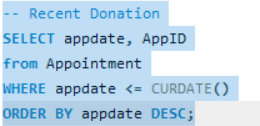 -- Recent Donation
SELECT appdate, AppID
from Appointment
WHERE appdate <= CURDATE()
ORDER BY appdate DESC;